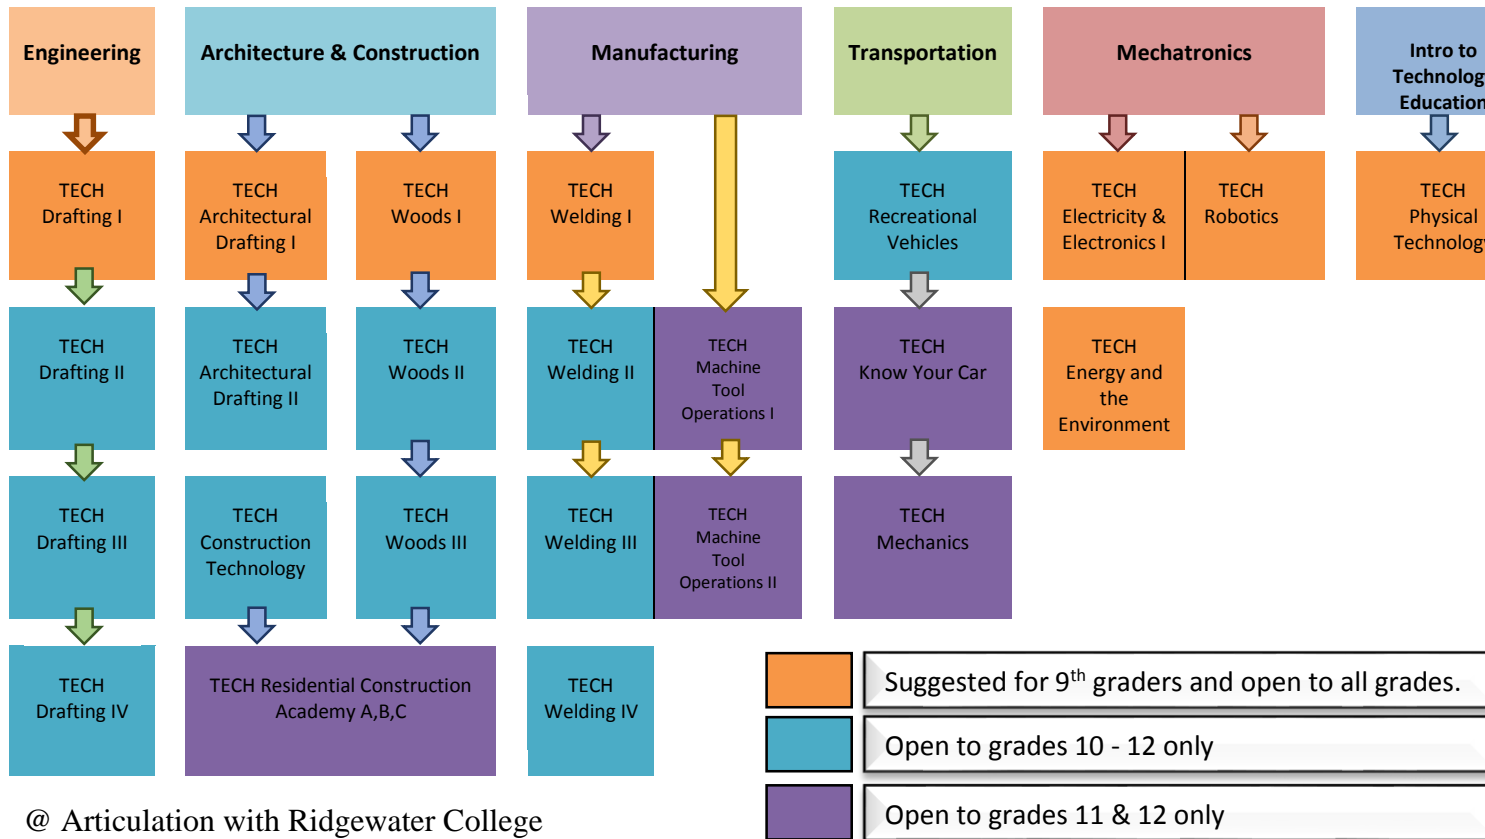 Engineering
Architecture & Construction
Manufacturing
Transportation
Mechatronics
Intro to
Technolog
Education
TECH
Drafting I
TECH
Architectural
Drafting I
TECH
Woods I
TECH
Welding I
TECH
Recreational
Vehicles
TECH
Electricity &
Electronics I
TECH
Robotics
TECH
Physical
Technology
TECH
Drafting II
TECH
Architectural
Drafting II
TECH
Woods II
TECH
Welding II
TECH
Machine
Tool
Operations I
TECH
Know Your Car
TECH
Energy and
the
Environment
TECH
Drafting III
TECH
Construction
Technology
TECH
Woods III
TECH
Welding III
TECH
Machine
Tool
Operations II
TECH
Mechanics
TECH
Drafting IV
TECH Residential Construction
Academy A,B,C
TECH
Welding IV
Suggested for 9th graders and open to all grades.
Open to grades 10 - 12 only
Open to grades 11 & 12 only
@ Articulation with Ridgewater College